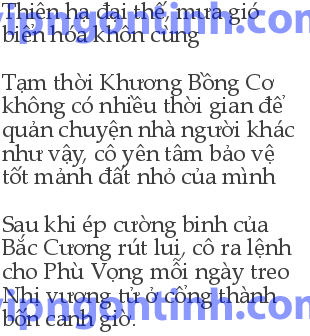 Thiên hạ đại thế, mưa gió
biến hóa khôn cùng
Tạm thời Khương Bồng Cơ
không có nhiều thời gian để
quản chuyện nhà người khác
như vậy, cô yên tâm bảo vệ
tốt mảnh đất nhỏ của mình
Sau khi ép cường binh của
Bắc Cương rút lui, cô ra lệnh
cho Phù Vọng mỗi ngày treo
Nhị vương tử ở cổng thành
bốn canh giờ.
vipngontinh.com